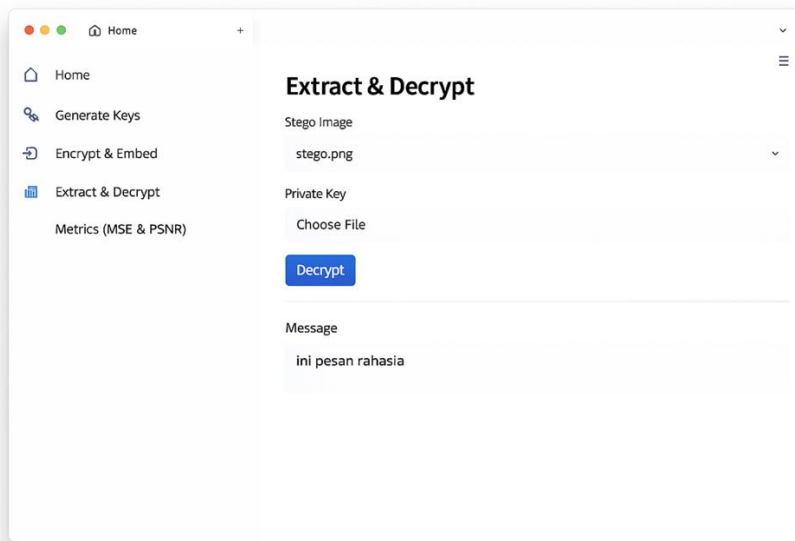 Home +
Home
Generate Keys
Encrypt & Embed
Extract & Decrypt
Metrics (MSE & PSNR)
Extract & Decrypt
Stego Image
stego.png
Private Key
Choose File
Decrypt
Message
ini pesan rahasia